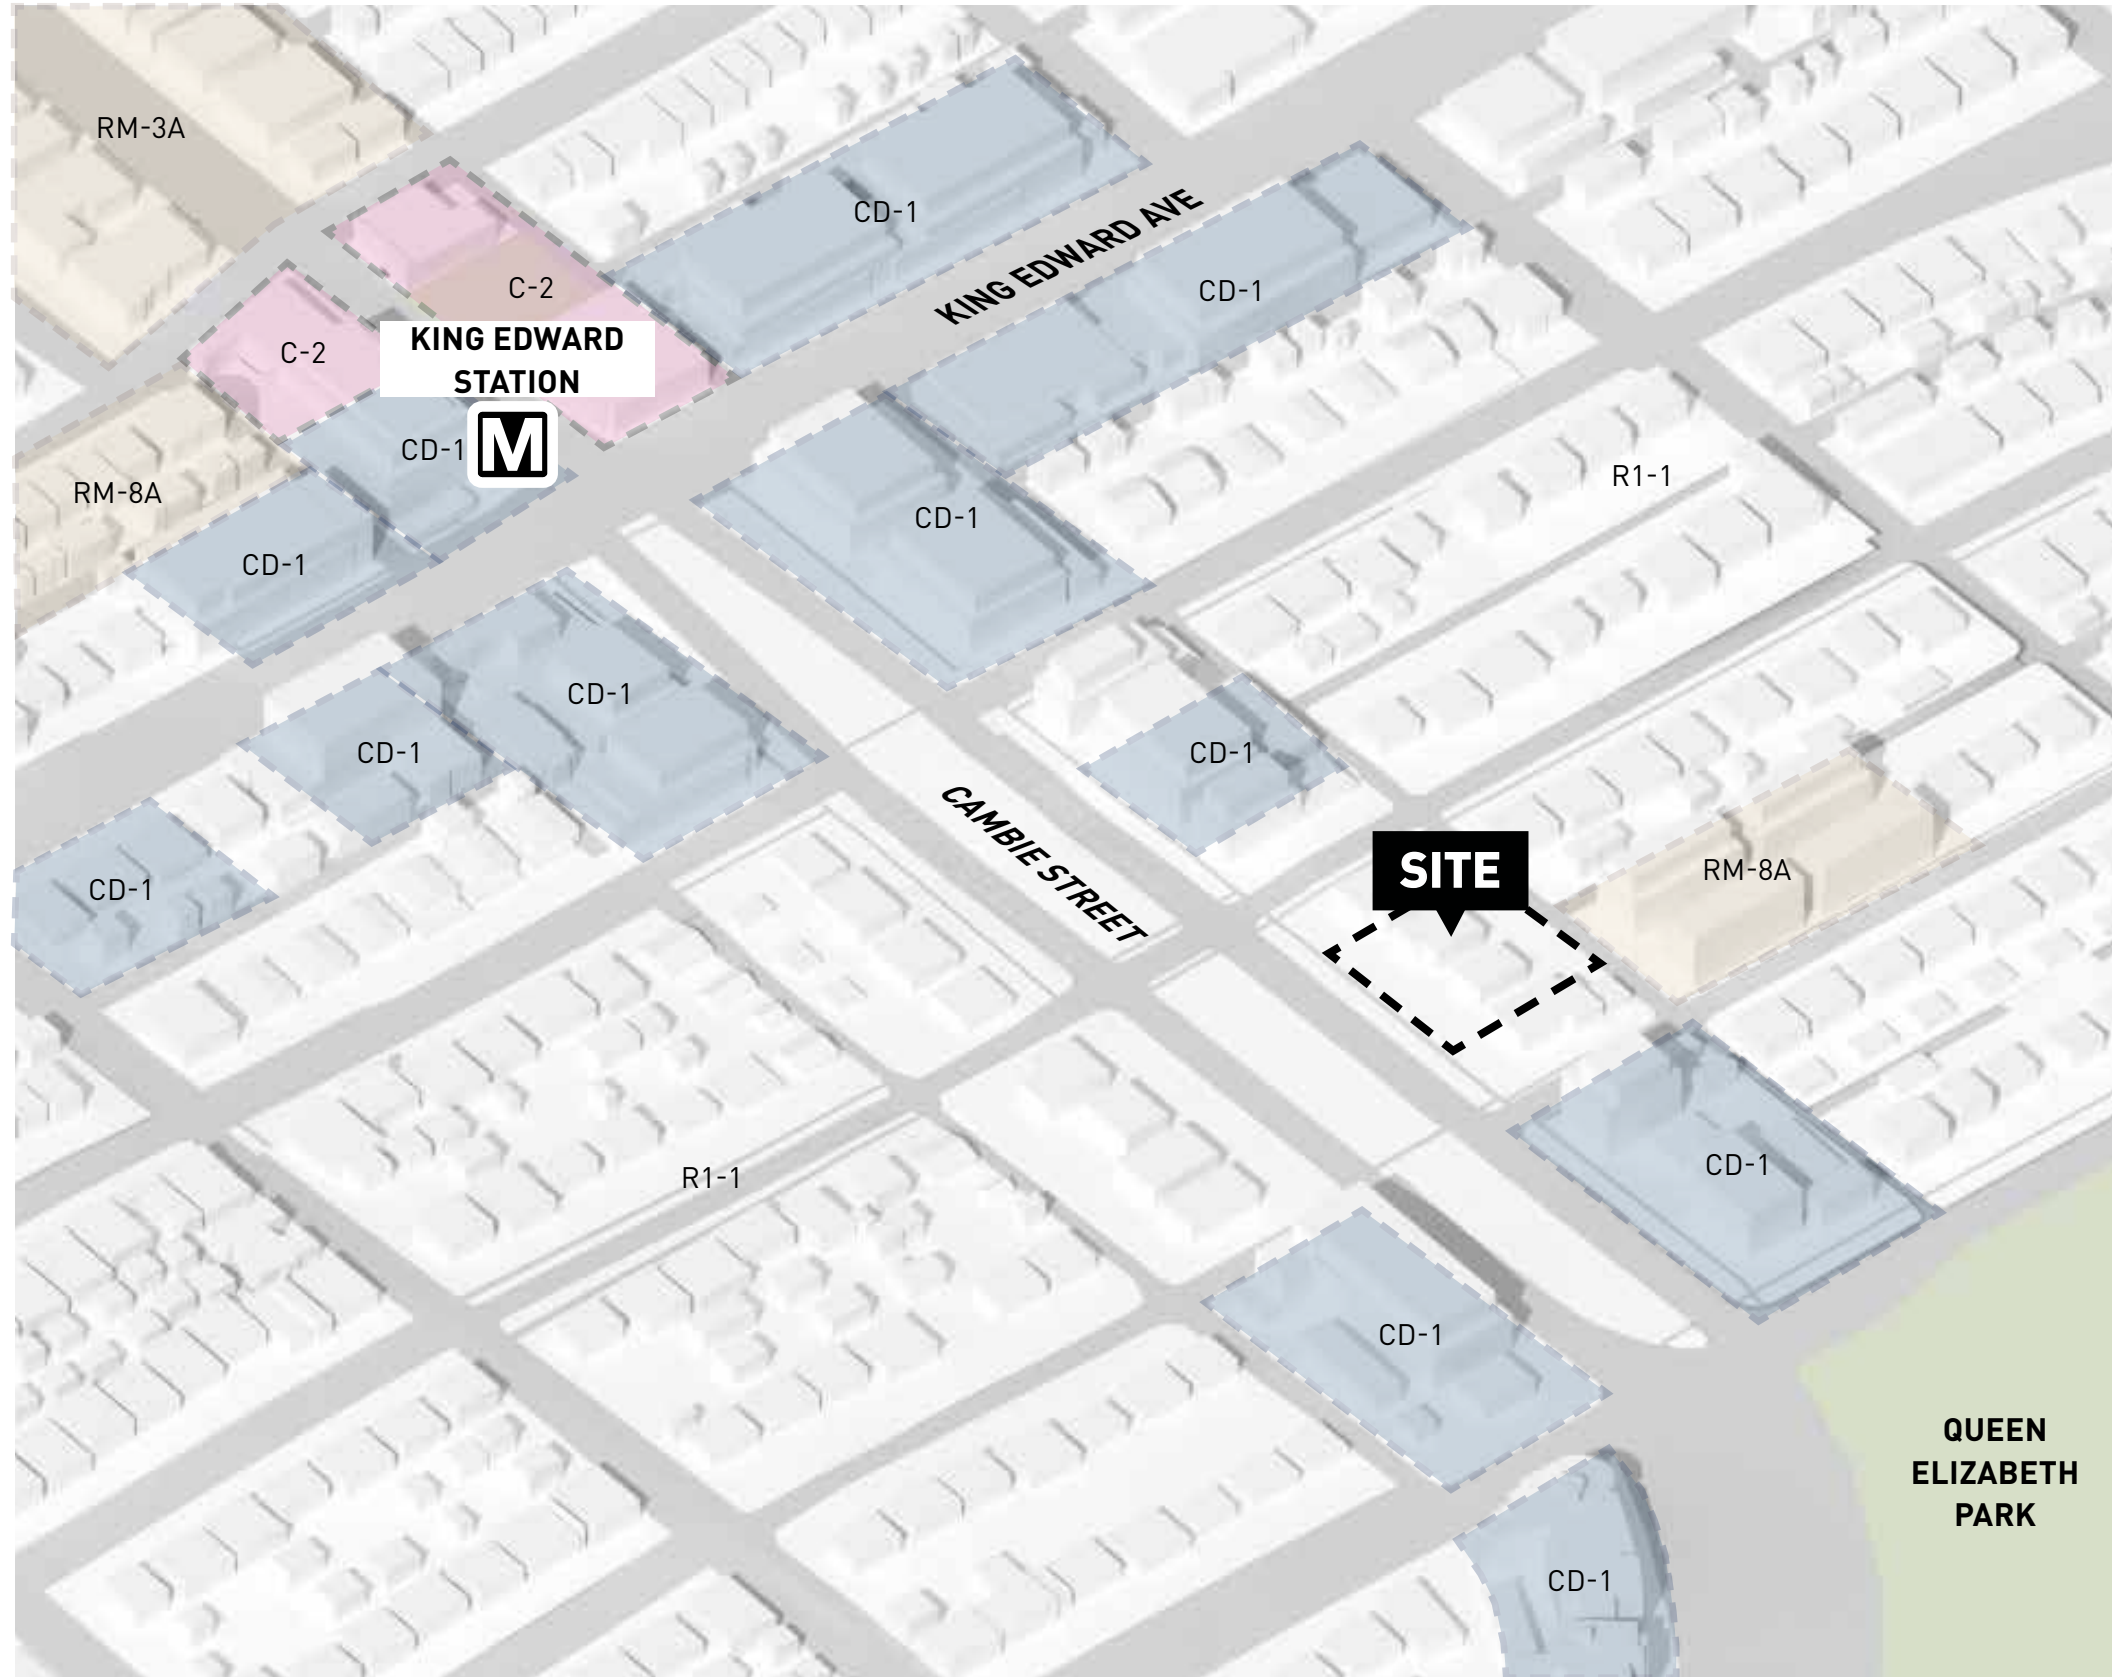 RM-3A
CD-1
KING EDWARD AVE
C-2
CD-1
KING EDWARD
STATION
C-2
M
CD-1
R1-1
RM-8A
CD-1
CD-1
CD-1
CD-1
CD-1
CAMBIE STREET
SITE
RM-8A
CD-1
CD-1
R1-1
CD-1
QUEEN
ELIZABETH
PARK
CD-1